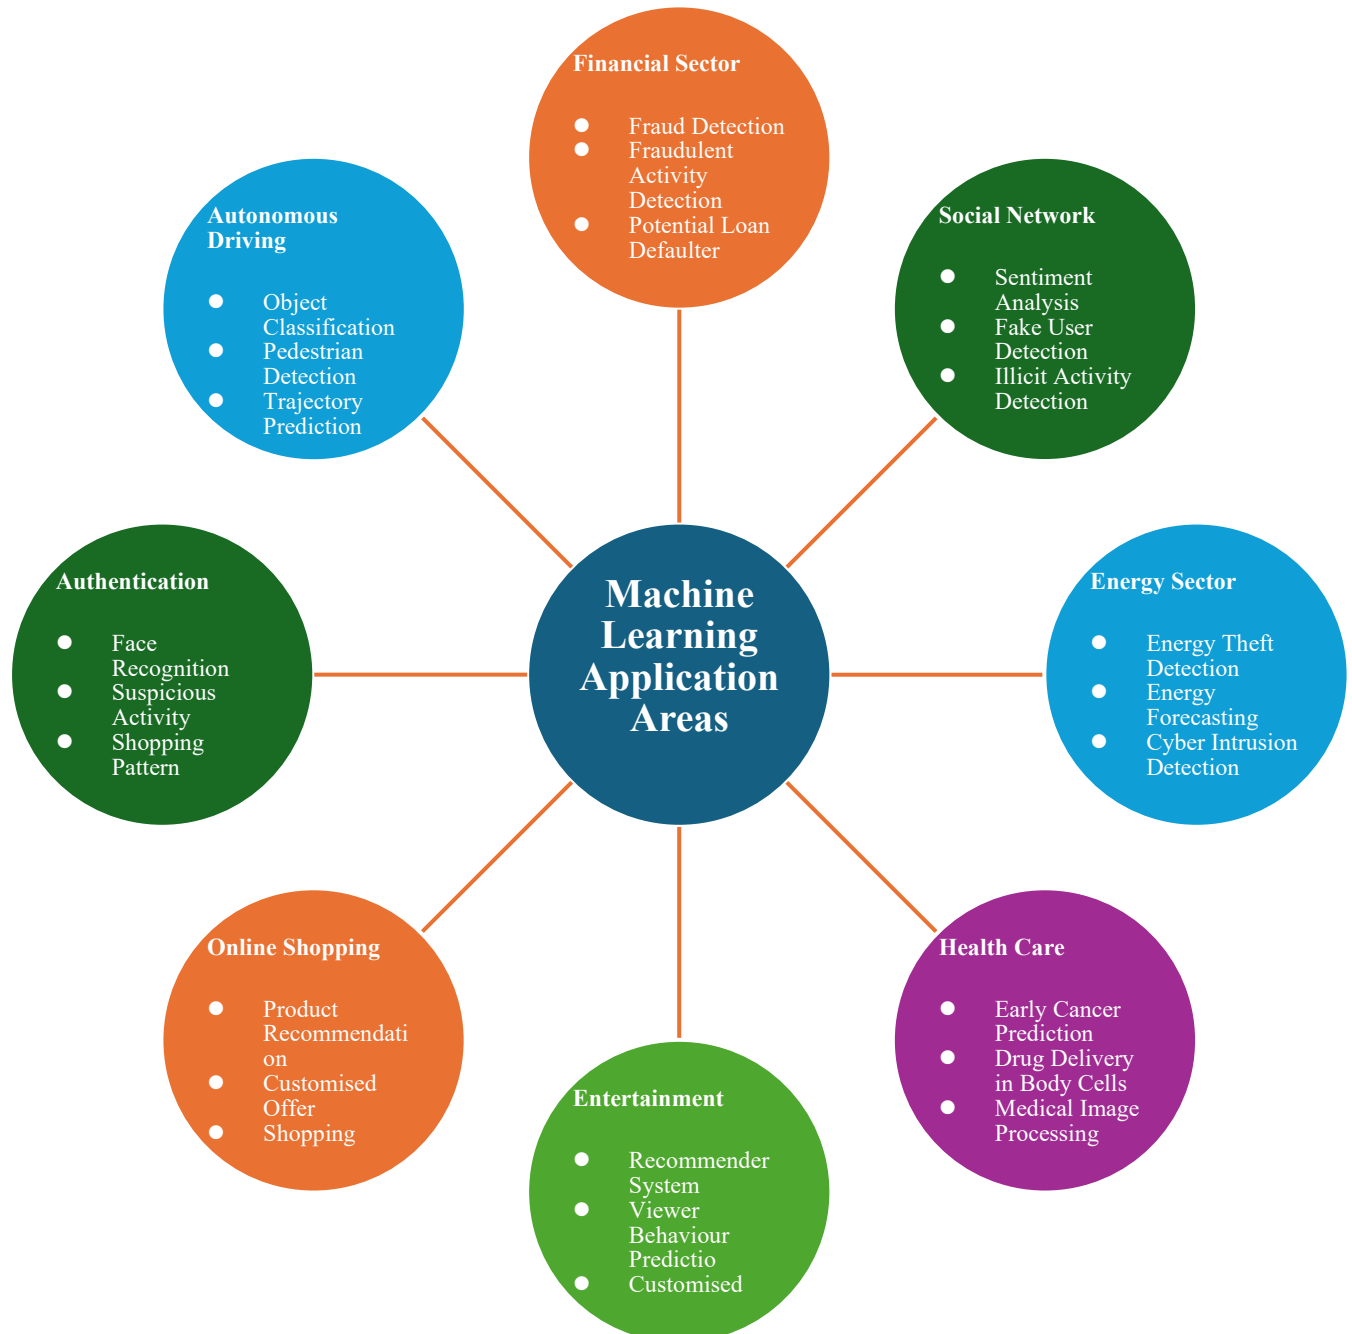 Financial Sector
● Fraud Detection
● Fraudulent
Activity
Detection
● Potential Loan
Defaulter
Social Network
● Sentiment
Analysis
● Fake User
Detection
● Illicit Activity
Detection
Energy Sector
● Energy Theft
Detection
● Energy
Forecasting
● Cyber Intrusion
Detection
Health Care
● Early Cancer
Prediction
● Drug Delivery
in Body Cells
● Medical Image
Processing
Entertainment
● Recommender
System
● Viewer
Behaviour
Predictio
● Customised
Online Shopping
● Product
Recommendati
on
● Customised
Offer
● Shopping
Authentication
● Face
Recognition
● Suspicious
Activity
● Shopping
Pattern
Autonomous
Driving
● Object
Classification
● Pedestrian
Detection
● Trajectory
Prediction
Machine
Learning
Application
Areas